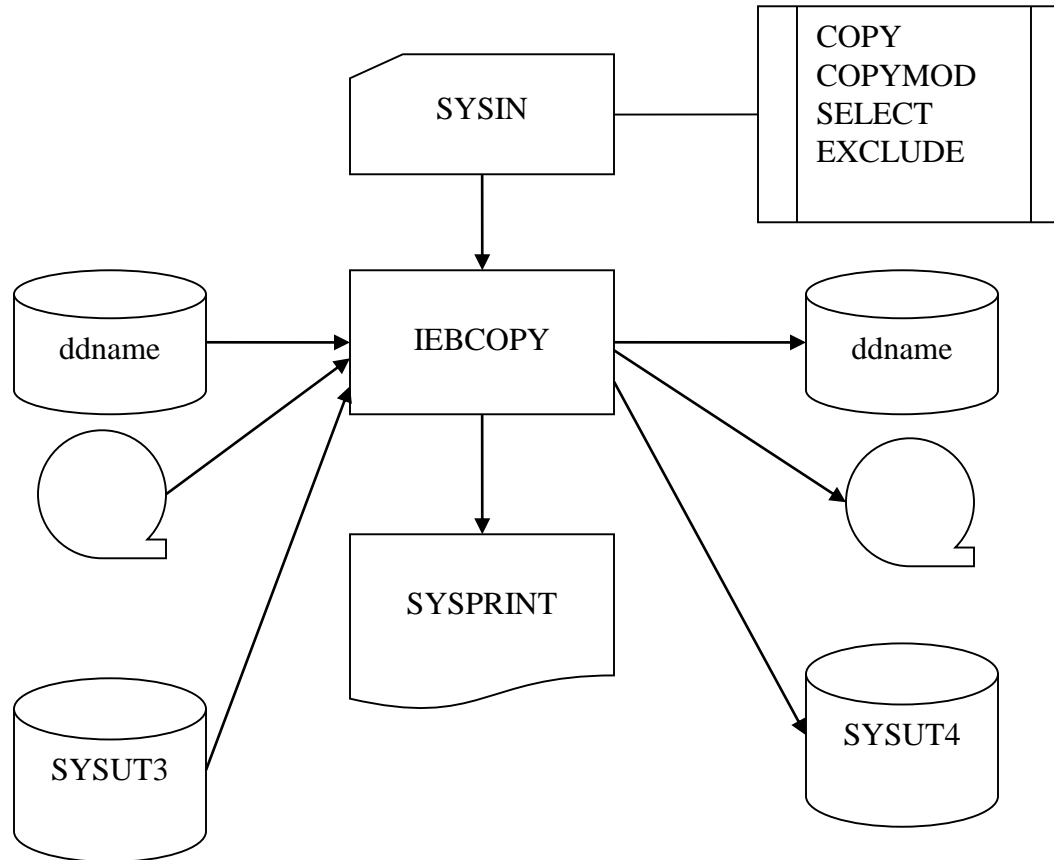 COPY
COPYMOD
SELECT
EXCLUDE
SYSIN
ddname
IEBCOPY
ddname
SYSPRINT
SYSUT3
SYSUT4